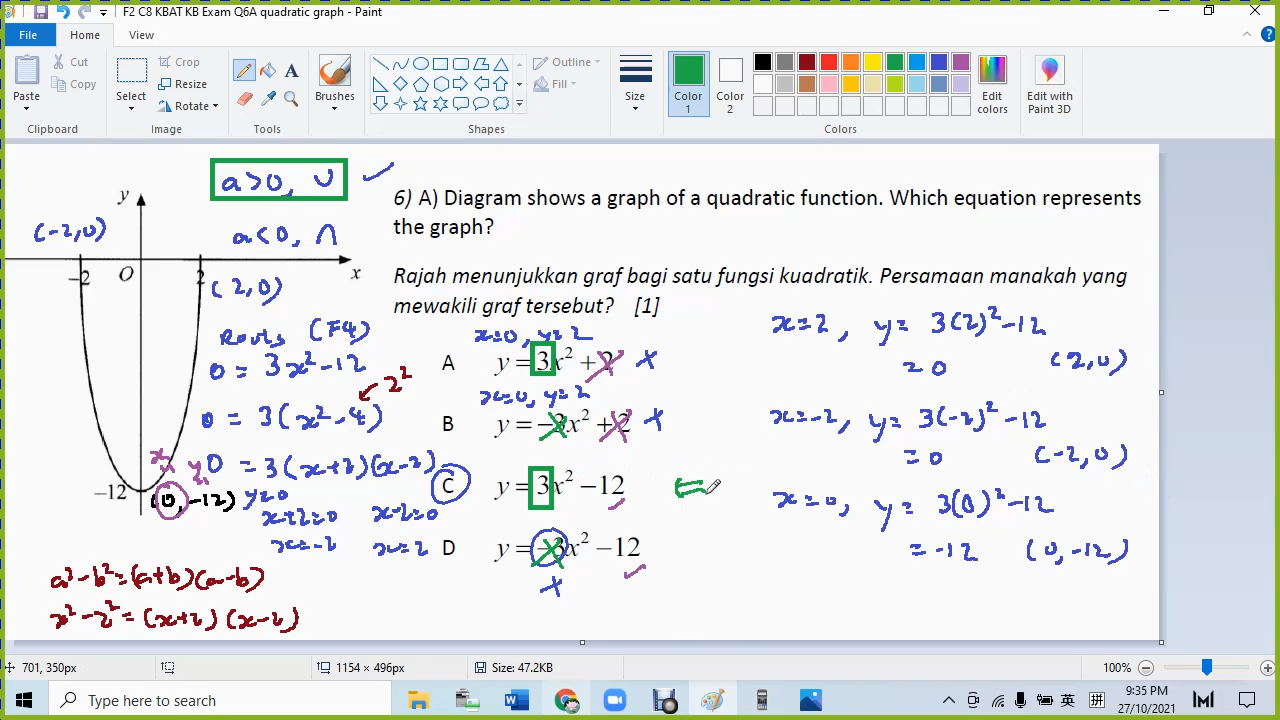 F2 C8 KBAT KB Exam Q6A quadratic graph - Paint
File Home View
Paste Cut Copy
Clipboard
Select Crop Resize Rotate
Image
A
Tools
Brushes
Outline Fill
Shapes
Size
Color 1 Color 2
Edit colors
Colors
Edit with Paint 3D
a>0, ∪ ✓
a<0, ∩
y
(-2,0)
-2 O 2 x
(2,0)
-12 (0,-12)
x y
6) A) Diagram shows a graph of a quadratic function. Which equation represents
the graph?
Rajah menunjukkan graf bagi satu fungsi kuadratik. Persamaan manakah yang
mewakili graf tersebut? [1]
x=0, y=2
A y = 3x² + 2 ×
x=0, y=2
B y = −3x² + 2 ×
C y = 3x² − 12 ✓
D y = −3x² − 12 ✓
×
Roots (F4)
0 = 3x²-12
2²
0 = 3(x²-4)
0 = 3(x+2)(x-2)
y=0
x+2=0 x-2=0
x=-2 x=2
a²-b²=(a+b)(a-b)
x²-2²=(x+2)(x-2)
x=2, y= 3(2)²-12
= 0 (2,0)
x=-2, y= 3(-2)²-12
= 0 (-2,0)
x=0, y= 3(0)²-12
= -12 (0,-12)
701, 350px 1154 × 496px Size: 47.2KB 100%
Type here to search
英 拼 9:35 PM
27/10/2021